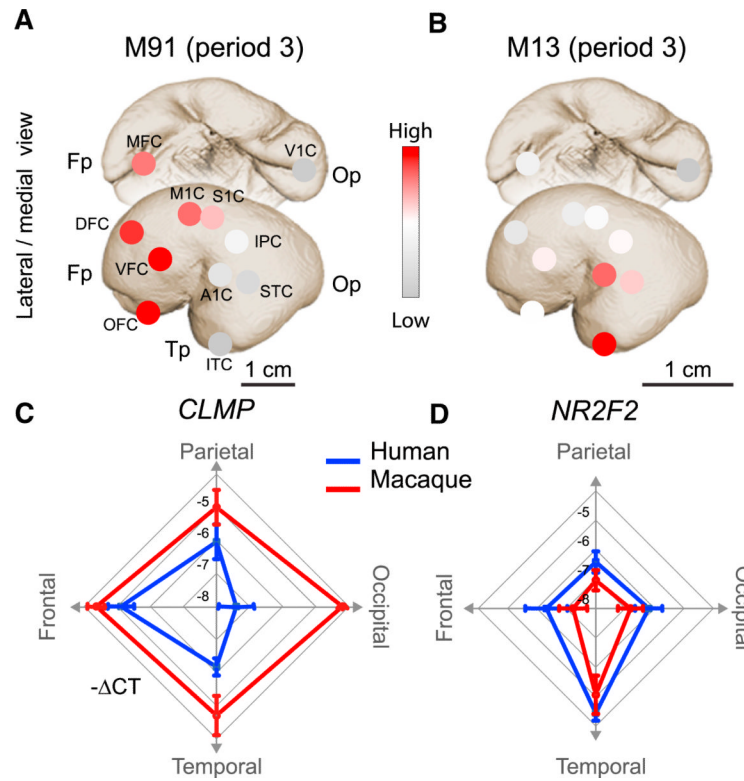 A
B
M91 (period 3)
M13 (period 3)
Lateral / medial view
MFC
V1C
Fp
Op
High
M1C
S1C
DFC
IPC
VFC
Fp
Op
A1C
STC
OFC
Low
Tp
ITC
1 cm
1 cm
C
CLMP
D
NR2F2
Parietal
Human
Macaque
Parietal
-5
-6
-7
-8
-5
-6
-7
-8
Frontal
Occipital
Frontal
Occipital
-ΔCT
Temporal
Temporal